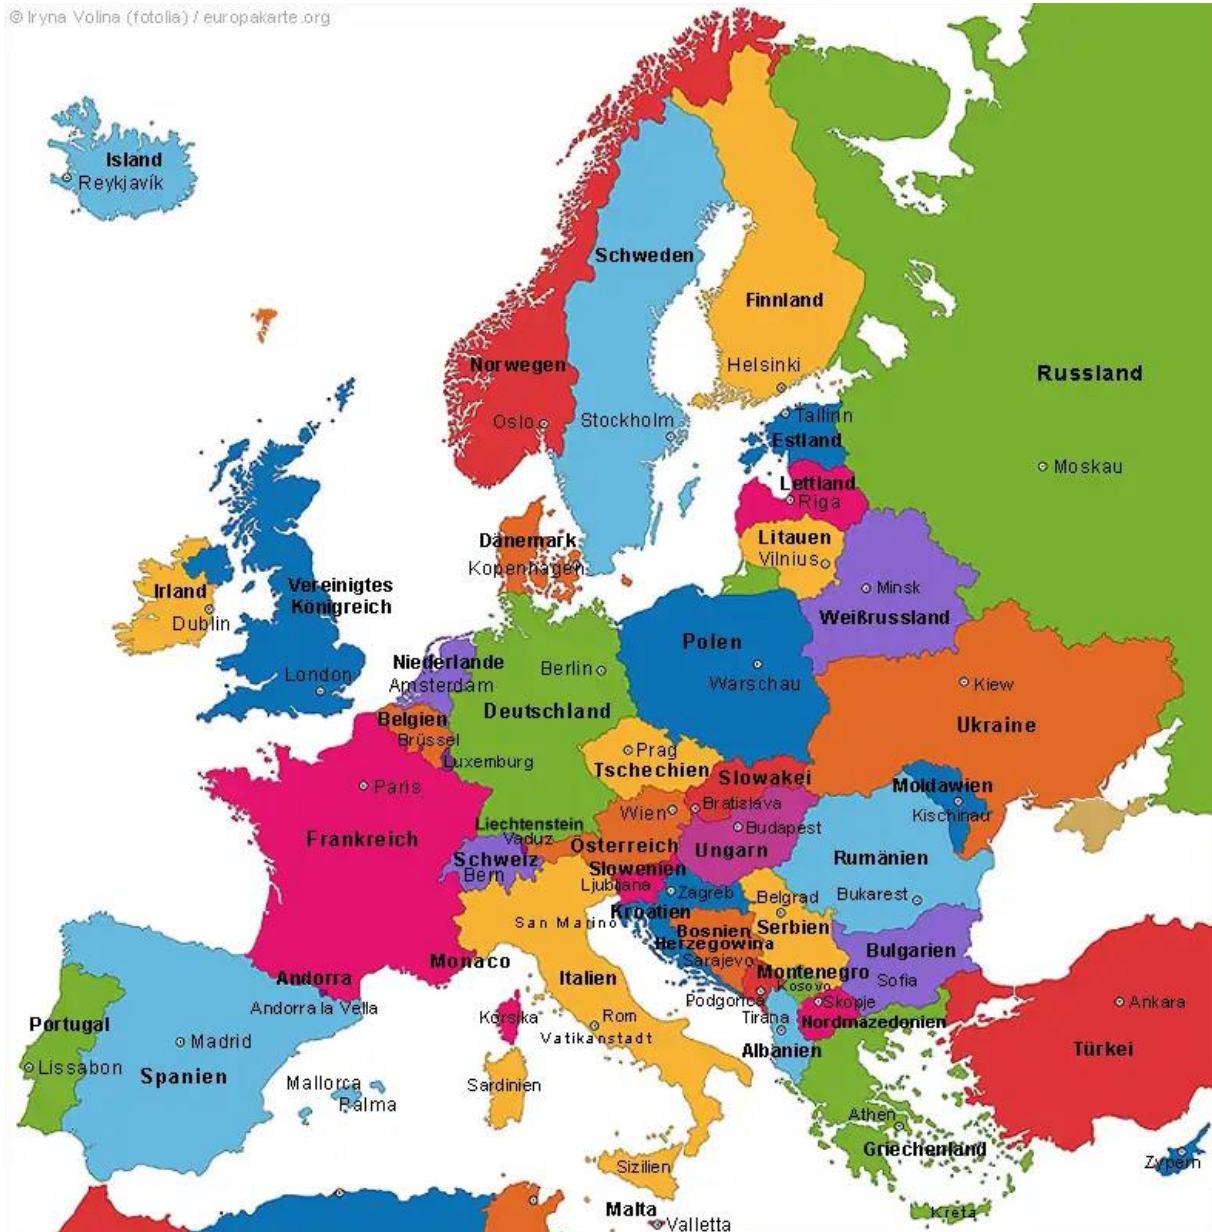 © Iryna Volina (fotolia) / europakarte.org
Island
Reykjavík
Schweden
Finnland
Norwegen
Helsinki
Russland
Oslo
Stockholm
Tallinn
Estland
Moskau
Lettland
Riga
Dänemark
Kopenhagen
Litauen
Vilnius
Irland
Dublin
Vereinigtes
Königreich
Minsk
Weißrussland
Polen
Warschau
London
Niederlande
Amsterdam
Berlin
Deutschland
Kiew
Ukraine
Belgien
Brüssel
Luxemburg
Prag
Tschechien
Slowakei
Bratislava
Paris
Frankreich
Moldawien
Kischinau
Wien
Österreich
Liechtenstein
Vaduz
Budapest
Ungarn
Schweiz
Bern
Slowenien
Ljubljana
Rumänien
Bukarest
Zagreb
Kroatien
Belgrad
Serbien
San Marino
Bosnien
Herzegowina
Sarajevo
Bulgarien
Sofia
Monaco
Italien
Montenegro
Kosovo
Podgorica
Andorra
Andorra la Vella
Skopje
Nordmazedonien
Ankara
Türkei
Korsika
Rom
Vatikanstadt
Tirana
Albanien
Portugal
Lissabon
Madrid
Spanien
Mallorca
Palma
Sardinien
Athen
Griechenland
Zypern
Sizilien
Malta
Valletta
Kreta